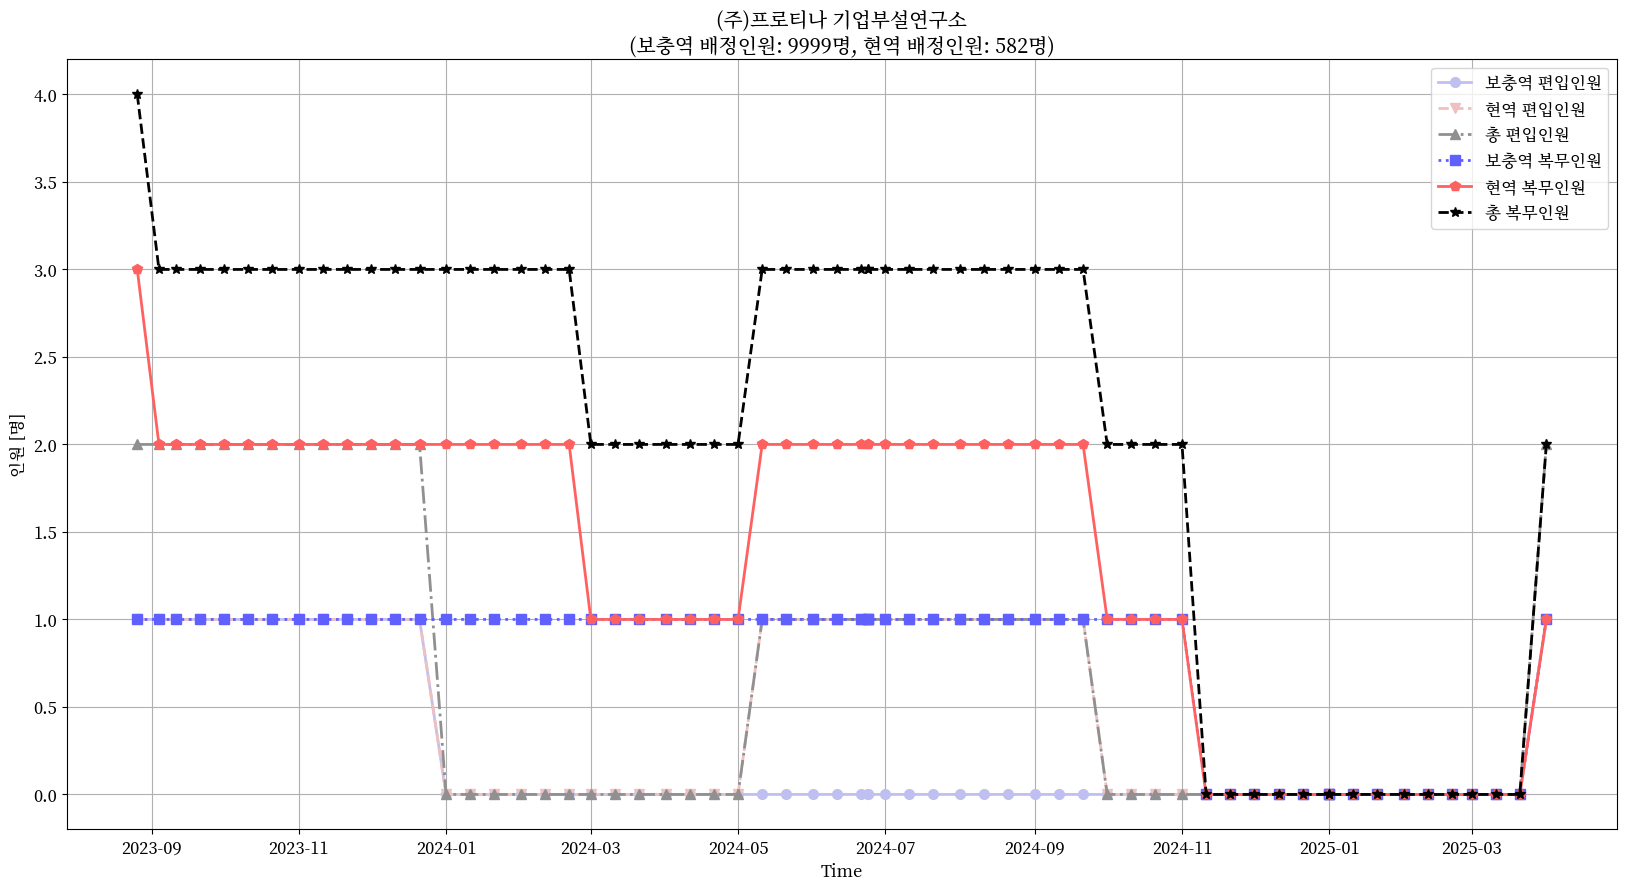 (주)프로티나 기업부설연구소
(보충역 배정인원: 9999명, 현역 배정인원: 582명)
보충역 편입인원
현역 편입인원
총 편입인원
보충역 복무인원
현역 복무인원
총 복무인원
4.0
3.5
3.0
2.5
2.0
1.5
1.0
0.5
0.0
인원 [명]
2023-09
2023-11
2024-01
2024-03
2024-05
2024-07
2024-09
2024-11
2025-01
2025-03
Time